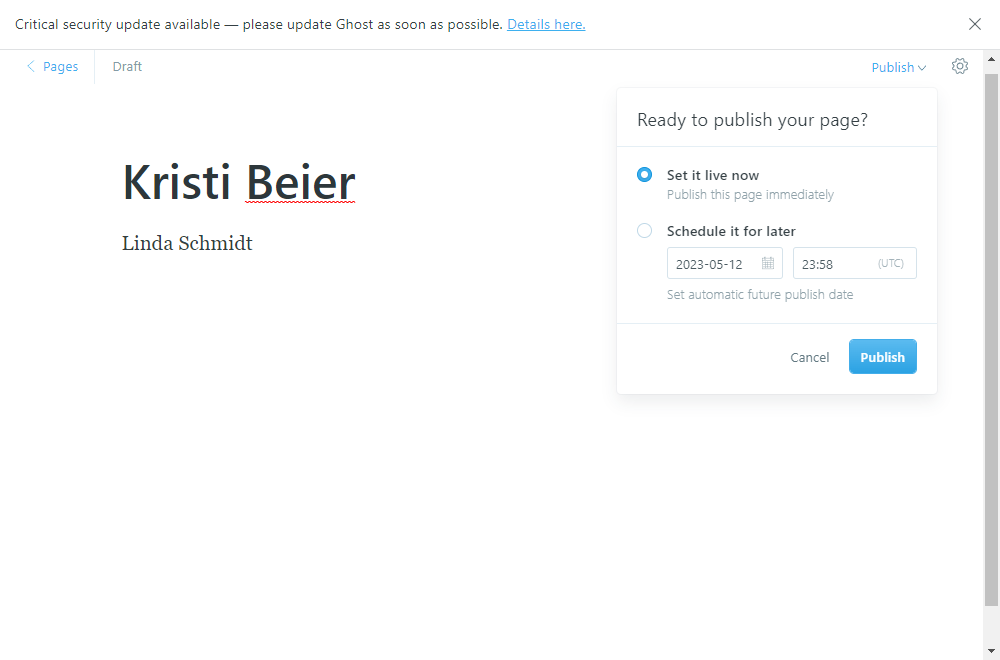 Critical security update available — please update Ghost as soon as possible. Details here.
Pages
Draft
Publish
Ready to publish your page?
Kristi Beier
Linda Schmidt
Set it live now
Publish this page immediately
Schedule it for later
2023-05-12
23:58 (UTC)
Set automatic future publish date
Cancel
Publish